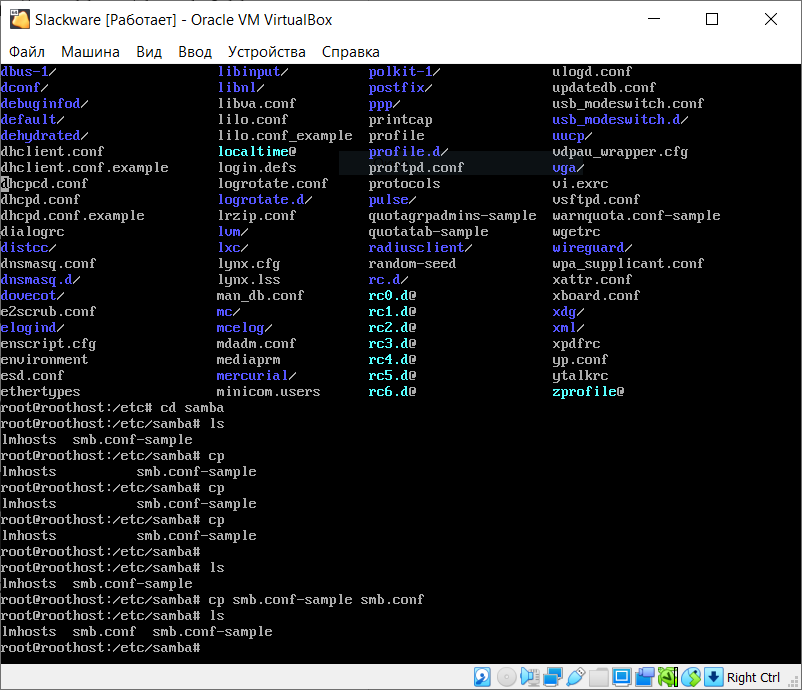 Slackware [Работает] - Oracle VM VirtualBox
Файл Машина Вид Ввод Устройства Справка
dbus-1/ libinput/ polkit-1/ ulogd.conf
dconf/ libnl/ postfix/ updatedb.conf
debuginfod/ libva.conf ppp/ usb_modeswitch.conf
default/ lilo.conf printcap usb_modeswitch.d/
dehydrated/ lilo.conf_example profile uucp/
dhclient.conf localtime@ profile.d/ vdpau_wrapper.cfg
dhclient.conf.example login.defs proftpd.conf vga/
dhcpcd.conf logrotate.conf protocols vi.exrc
dhcpd.conf logrotate.d/ pulse/ vsftpd.conf
dhcpd.conf.example lrzip.conf quotagrpadmins-sample warnquota.conf-sample
dialogrc lvm/ quotatab-sample wgetrc
distcc/ lxc/ radiusclient/ wireguard/
dnsmasq.conf lynx.cfg random-seed wpa_supplicant.conf
dnsmasq.d/ lynx.lss rc.d/ xattr.conf
dovecot/ man_db.conf rc0.d@ xboard.conf
e2scrub.conf mc/ rc1.d@ xdg/
elogind/ mcelog/ rc2.d@ xml/
enscript.cfg mdadm.conf rc3.d@ xpdfrc
environment mediaprm rc4.d@ yp.conf
esd.conf mercurial/ rc5.d@ ytalkrc
ethertypes minicom.users rc6.d@ zprofile@
root@roothost:/etc# cd samba
root@roothost:/etc/samba# ls
lmhosts smb.conf-sample
root@roothost:/etc/samba# cp
lmhosts smb.conf-sample
root@roothost:/etc/samba# cp
lmhosts smb.conf-sample
root@roothost:/etc/samba# cp
lmhosts smb.conf-sample
root@roothost:/etc/samba#
root@roothost:/etc/samba# ls
lmhosts smb.conf-sample
root@roothost:/etc/samba# cp smb.conf-sample smb.conf
root@roothost:/etc/samba# ls
lmhosts smb.conf smb.conf-sample
root@roothost:/etc/samba#
Right Ctrl